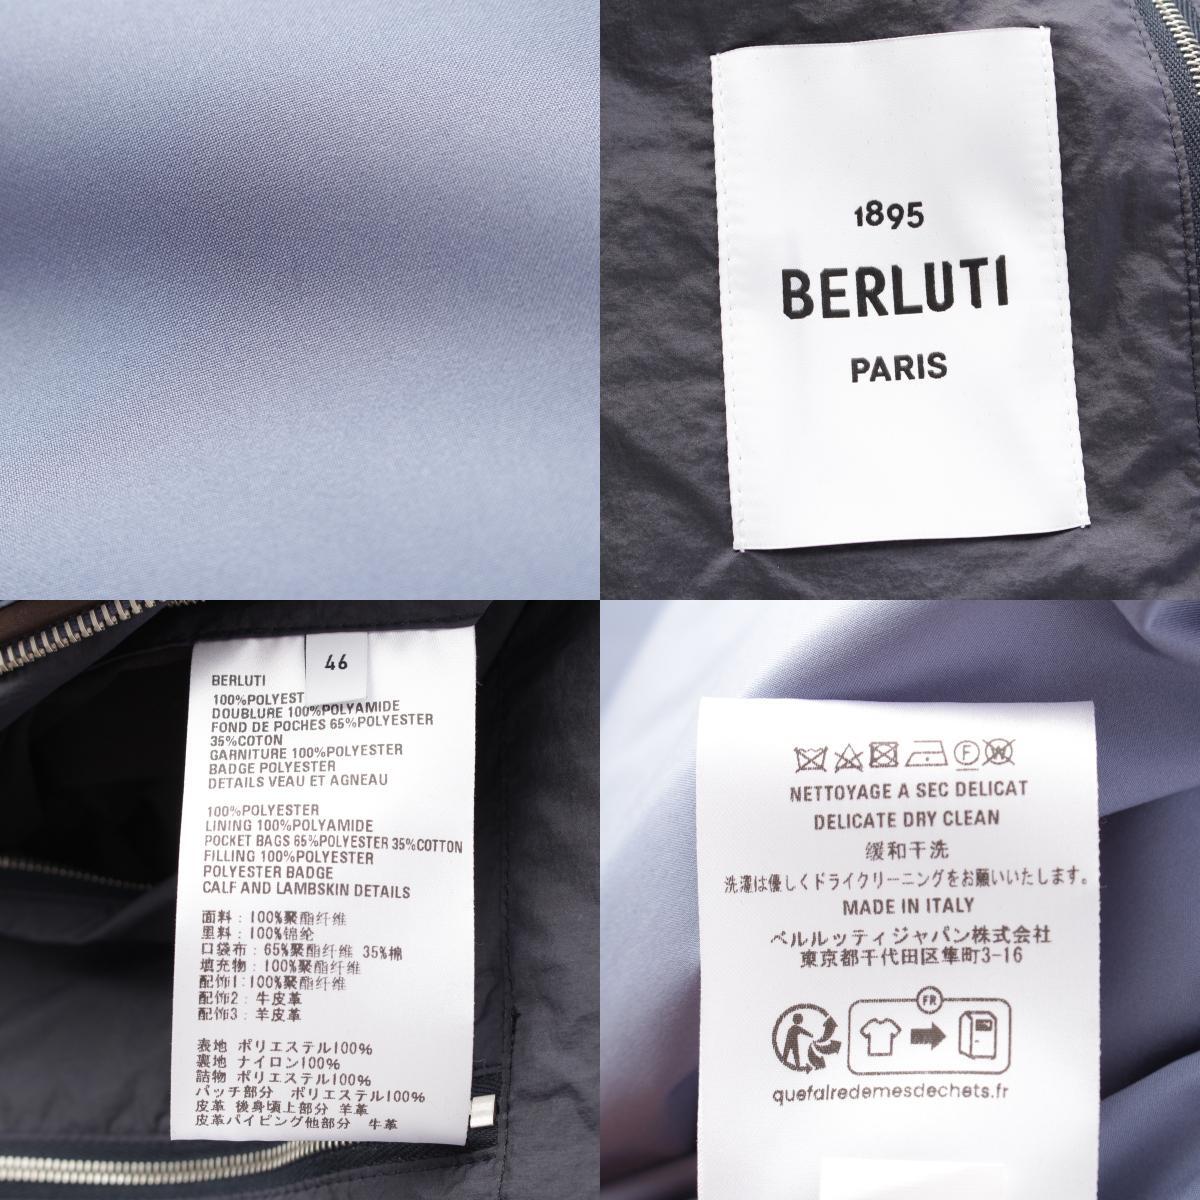 1895
BERLUTI
PARIS
46
BERLUTI
100%POLYEST
DOUBLURE 100%POLYAMIDE
FOND DE POCHES 65%POLYESTER
35%COTON
GARNITURE 100%POLYESTER
BADGE POLYESTER
DETAILS VEAU ET AGNEAU
100%POLYESTER
LINING 100%POLYAMIDE
POCKET BAGS 65%POLYESTER 35%COTTON
FILLING 100%POLYESTER
POLYESTER BADGE
CALF AND LAMBSKIN DETAILS
面料：100%聚酯纤维
里料：100%锦纶
口袋布：65%聚酯纤维 35%棉
填充物：100%聚酯纤维
配饰1：100%聚酯纤维
配饰2：牛皮革
配饰3：羊皮革
表地 ポリエステル100%
裏地 ナイロン100%
詰物 ポリエステル100%
パッチ部分 ポリエステル100%
皮革 後身頃上部分 羊革
皮革パイピング他部分 牛革
F W
NETTOYAGE A SEC DELICAT
DELICATE DRY CLEAN
缓和干洗
洗濯は優しくドライクリーニングをお願いいたします。
MADE IN ITALY
ベルルッティジャパン株式会社
東京都千代田区隼町3-16
FR
quefairedemesdechets.fr